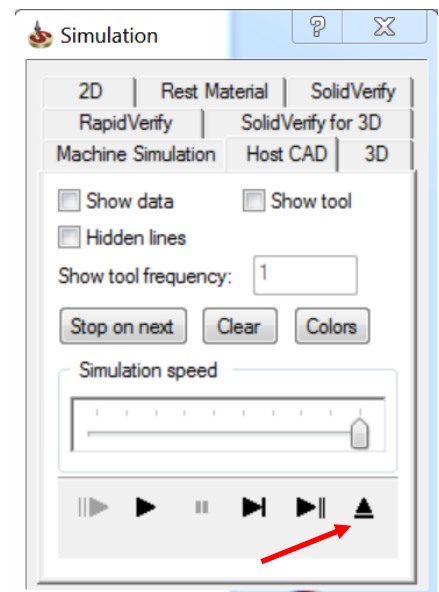 Simulation
2D Rest Material SolidVerify
RapidVerify SolidVerify for 3D
Machine Simulation Host CAD 3D
Show data Show tool
Hidden lines
Show tool frequency: 1
Stop on next Clear Colors
Simulation speed